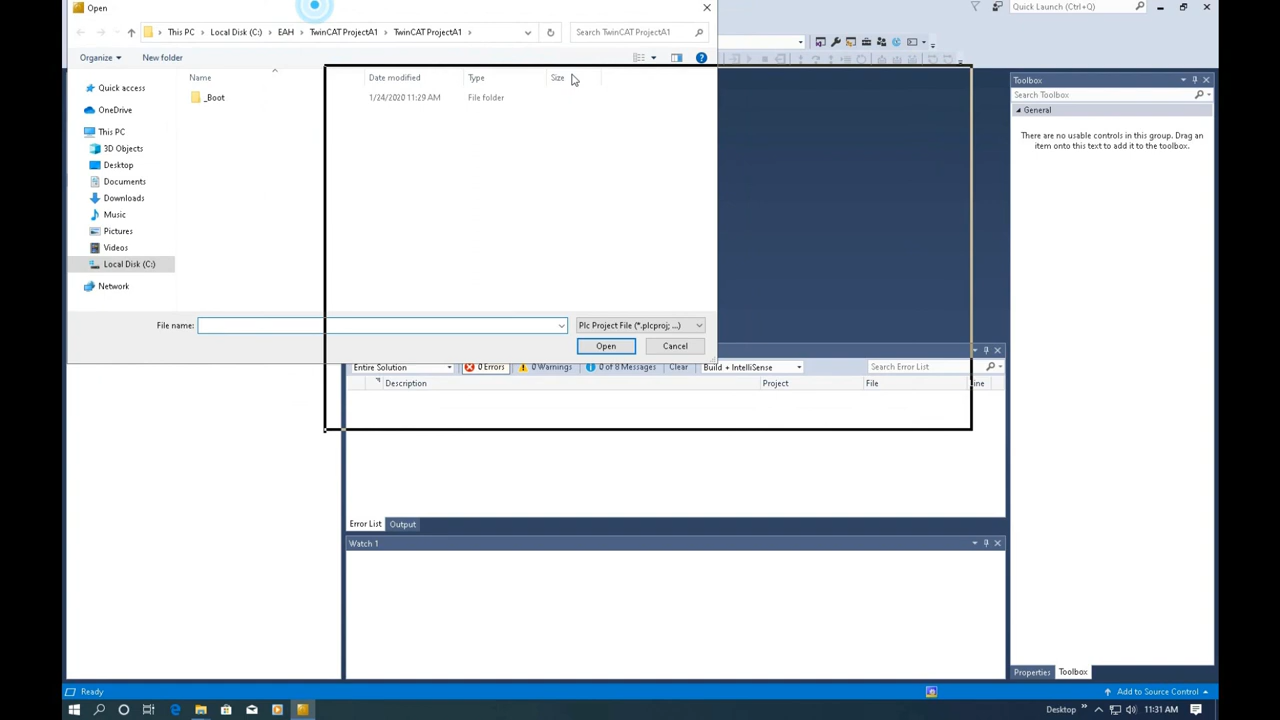 Open
Quick Launch (Ctrl+Q)
This PC
Local Disk (C:)
EAH
TwinCAT ProjectA1
TwinCAT ProjectA1
Search TwinCAT ProjectA1
Organize
New folder
Name
Date modified
Type
Size
_Boot
1/24/2020 11:29 AM
File folder
Quick access
OneDrive
This PC
3D Objects
Desktop
Documents
Downloads
Music
Pictures
Videos
Local Disk (C:)
Network
File name:
Plc Project File (*.plcproj; ...)
Open
Cancel
Toolbox
Search Toolbox
General
There are no usable controls in this group. Drag an
item onto this text to add it to the toolbox.
Entire Solution
0 Errors
0 Warnings
0 of 8 Messages
Clear
Build + IntelliSense
Search Error List
Description
Project
File
Line
Error List
Output
Watch 1
Properties
Toolbox
Ready
Add to Source Control
Desktop
11:31 AM